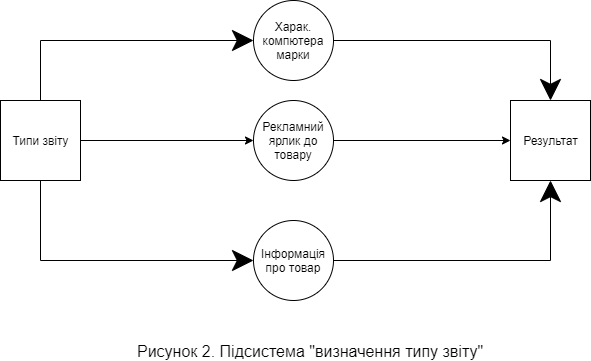 Харак.
компютера
марки
Типи звіту
Рекламний
ярлик до
товару
Результат
Інформація
про товар
Рисунок 2. Підсистема "визначення типу звіту"